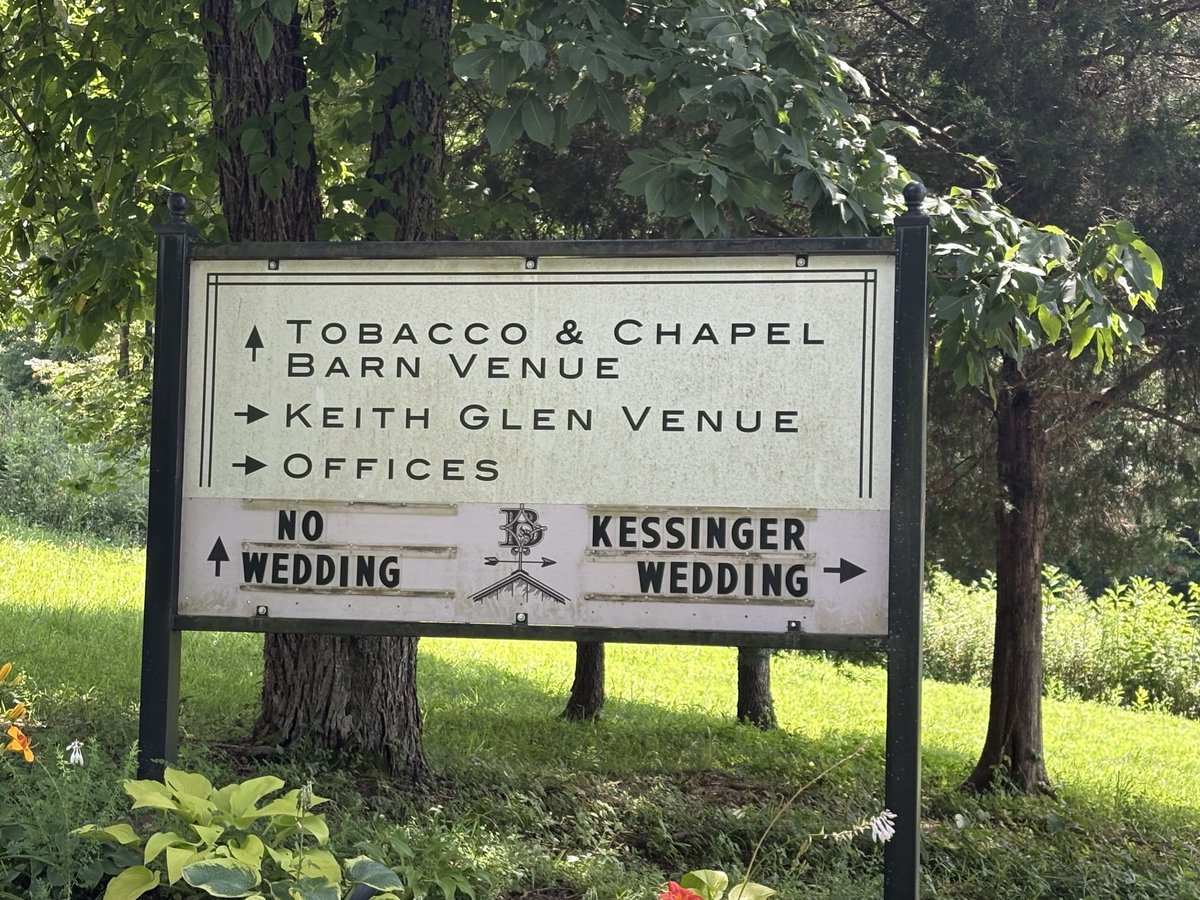 TOBACCO & CHAPEL
BARN VENUE
KEITH GLEN VENUE
OFFICES
NO
WEDDING
KESSINGER
WEDDING